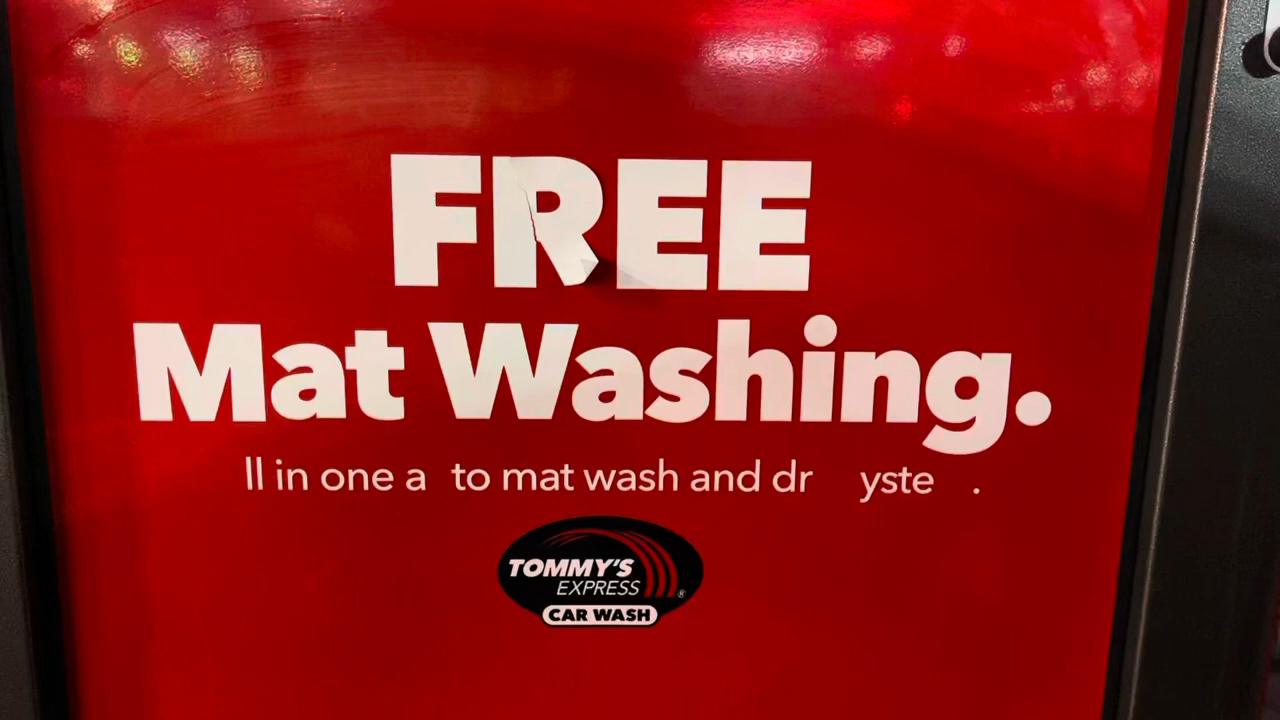 FREE
Mat Washing.
ll in one a to mat wash and dr yste .
TOMMY'S
EXPRESS
®
CAR WASH